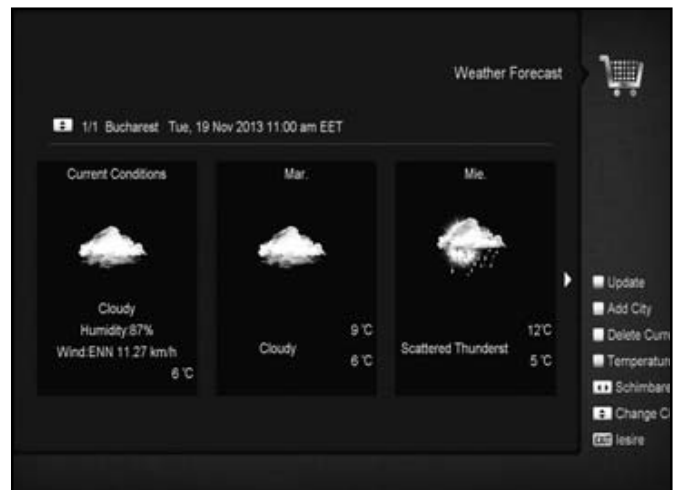 Weather Forecast
1/1 Bucharest Tue, 19 Nov 2013 11:00 am EET
Current Conditions
Cloudy
Humidity:87%
Wind:ENN 11.27 km/h
6 °C
Mar.
9 °C
Cloudy
6 °C
Mie.
12°C
Scattered Thunderst
5 °C
Update
Add City
Delete Curr
Temperatur
Schimbare
Change C
EXIT Iesire